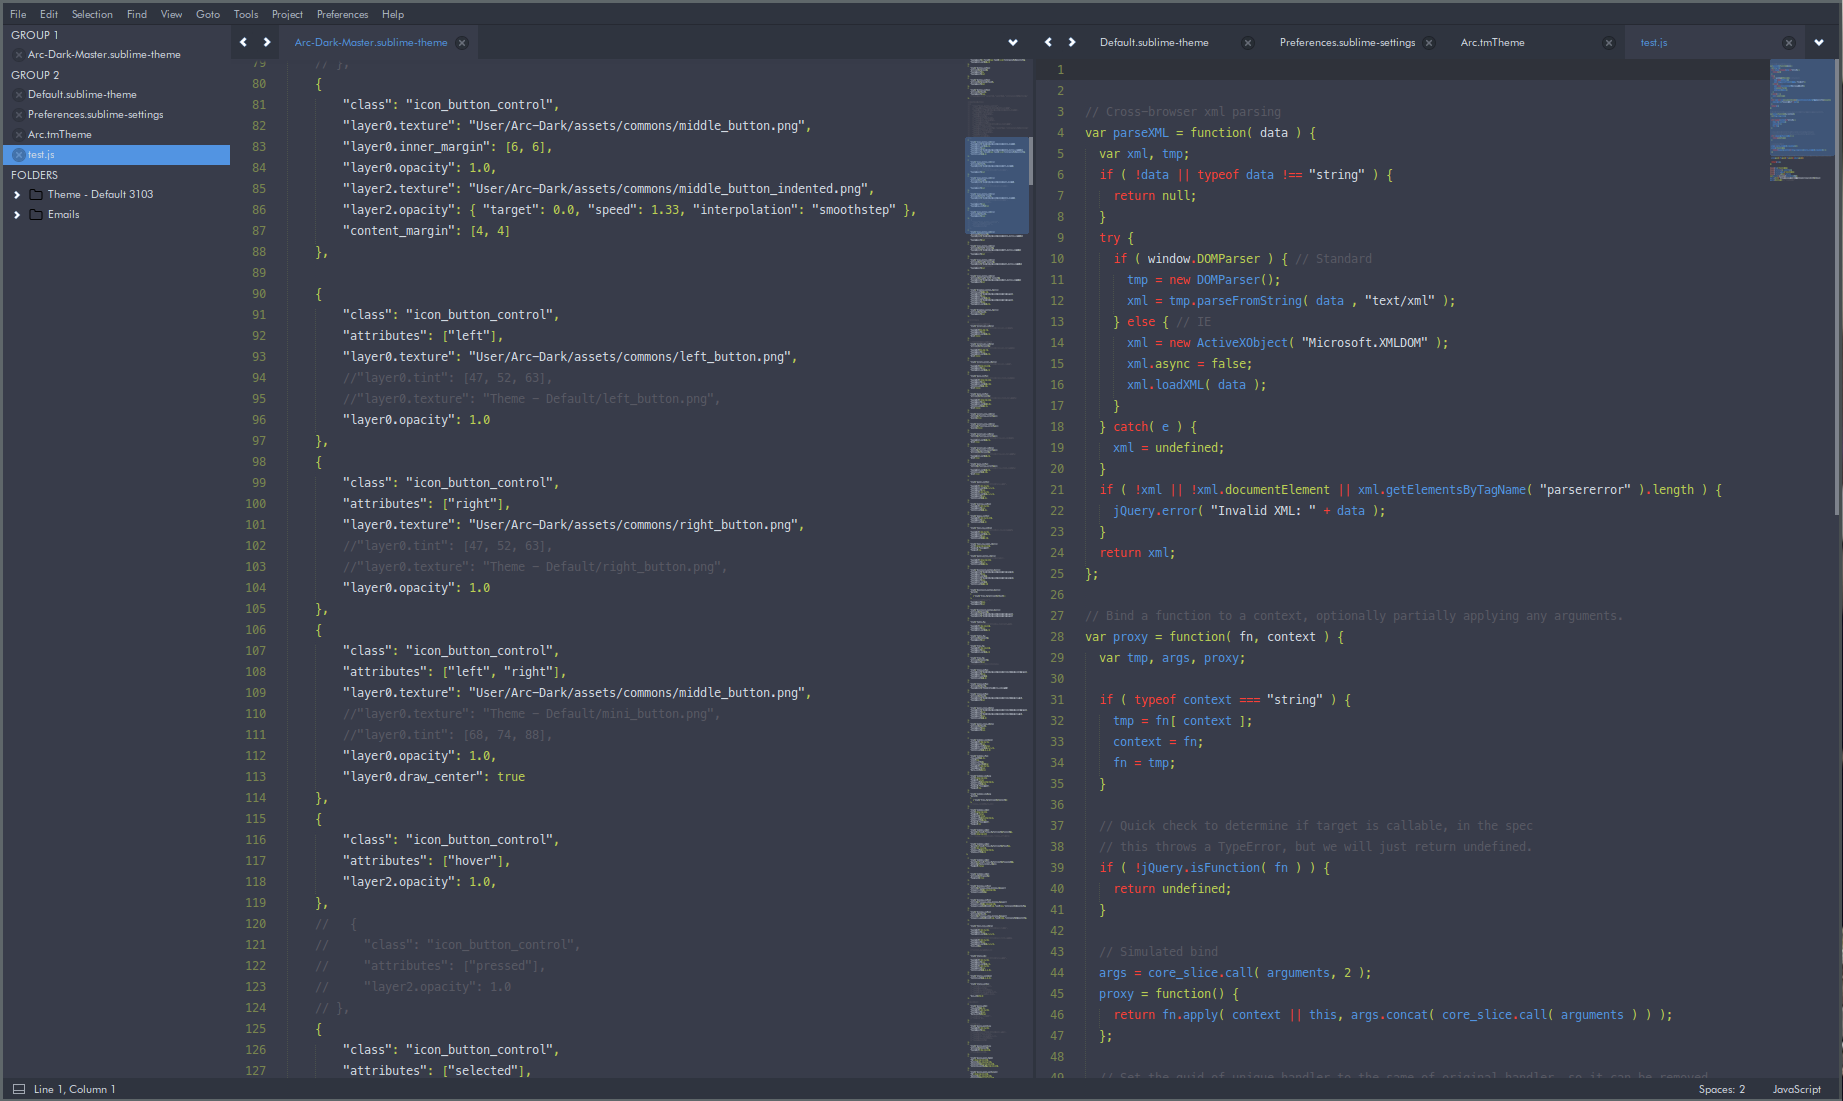 File Edit Selection Find View Goto Tools Project Preferences Help
GROUP 1
Arc-Dark-Master.sublime-theme
GROUP 2
Default.sublime-theme
Preferences.sublime-settings
Arc.tmTheme
test.js
FOLDERS
Theme - Default 3103
Emails
Arc-Dark-Master.sublime-theme
79 // },
80 {
81 "class": "icon_button_control",
82 "layer0.texture": "User/Arc-Dark/assets/commons/middle_button.png",
83 "layer0.inner_margin": [6, 6],
84 "layer0.opacity": 1.0,
85 "layer2.texture": "User/Arc-Dark/assets/commons/middle_button_indented.png",
86 "layer2.opacity": { "target": 0.0, "speed": 1.33, "interpolation": "smoothstep" },
87 "content_margin": [4, 4]
88 },
89
90 {
91 "class": "icon_button_control",
92 "attributes": ["left"],
93 "layer0.texture": "User/Arc-Dark/assets/commons/left_button.png",
94 //"layer0.tint": [47, 52, 63],
95 //"layer0.texture": "Theme - Default/left_button.png",
96 "layer0.opacity": 1.0
97 },
98 {
99 "class": "icon_button_control",
100 "attributes": ["right"],
101 "layer0.texture": "User/Arc-Dark/assets/commons/right_button.png",
102 //"layer0.tint": [47, 52, 63],
103 //"layer0.texture": "Theme - Default/right_button.png",
104 "layer0.opacity": 1.0
105 },
106 {
107 "class": "icon_button_control",
108 "attributes": ["left", "right"],
109 "layer0.texture": "User/Arc-Dark/assets/commons/middle_button.png",
110 //"layer0.texture": "Theme - Default/mini_button.png",
111 //"layer0.tint": [68, 74, 88],
112 "layer0.opacity": 1.0,
113 "layer0.draw_center": true
114 },
115 {
116 "class": "icon_button_control",
117 "attributes": ["hover"],
118 "layer2.opacity": 1.0,
119 },
120 // {
121 // "class": "icon_button_control",
122 // "attributes": ["pressed"],
123 // "layer2.opacity": 1.0
124 // },
125 {
126 "class": "icon_button_control",
127 "attributes": ["selected"],
Default.sublime-theme Preferences.sublime-settings Arc.tmTheme test.js
1
2
3 // Cross-browser xml parsing
4 var parseXML = function( data ) {
5 var xml, tmp;
6 if ( !data || typeof data !== "string" ) {
7 return null;
8 }
9 try {
10 if ( window.DOMParser ) { // Standard
11 tmp = new DOMParser();
12 xml = tmp.parseFromString( data , "text/xml" );
13 } else { // IE
14 xml = new ActiveXObject( "Microsoft.XMLDOM" );
15 xml.async = false;
16 xml.loadXML( data );
17 }
18 } catch( e ) {
19 xml = undefined;
20 }
21 if ( !xml || !xml.documentElement || xml.getElementsByTagName( "parsererror" ).length ) {
22 jQuery.error( "Invalid XML: " + data );
23 }
24 return xml;
25 };
26
27 // Bind a function to a context, optionally partially applying any arguments.
28 var proxy = function( fn, context ) {
29 var tmp, args, proxy;
30
31 if ( typeof context === "string" ) {
32 tmp = fn[ context ];
33 context = fn;
34 fn = tmp;
35 }
36
37 // Quick check to determine if target is callable, in the spec
38 // this throws a TypeError, but we will just return undefined.
39 if ( !jQuery.isFunction( fn ) ) {
40 return undefined;
41 }
42
43 // Simulated bind
44 args = core_slice.call( arguments, 2 );
45 proxy = function() {
46 return fn.apply( context || this, args.concat( core_slice.call( arguments ) ) );
47 };
48
49 // Set the guid of unique handler to the same of original handler, so it can be removed
Line 1, Column 1
Spaces: 2 JavaScript